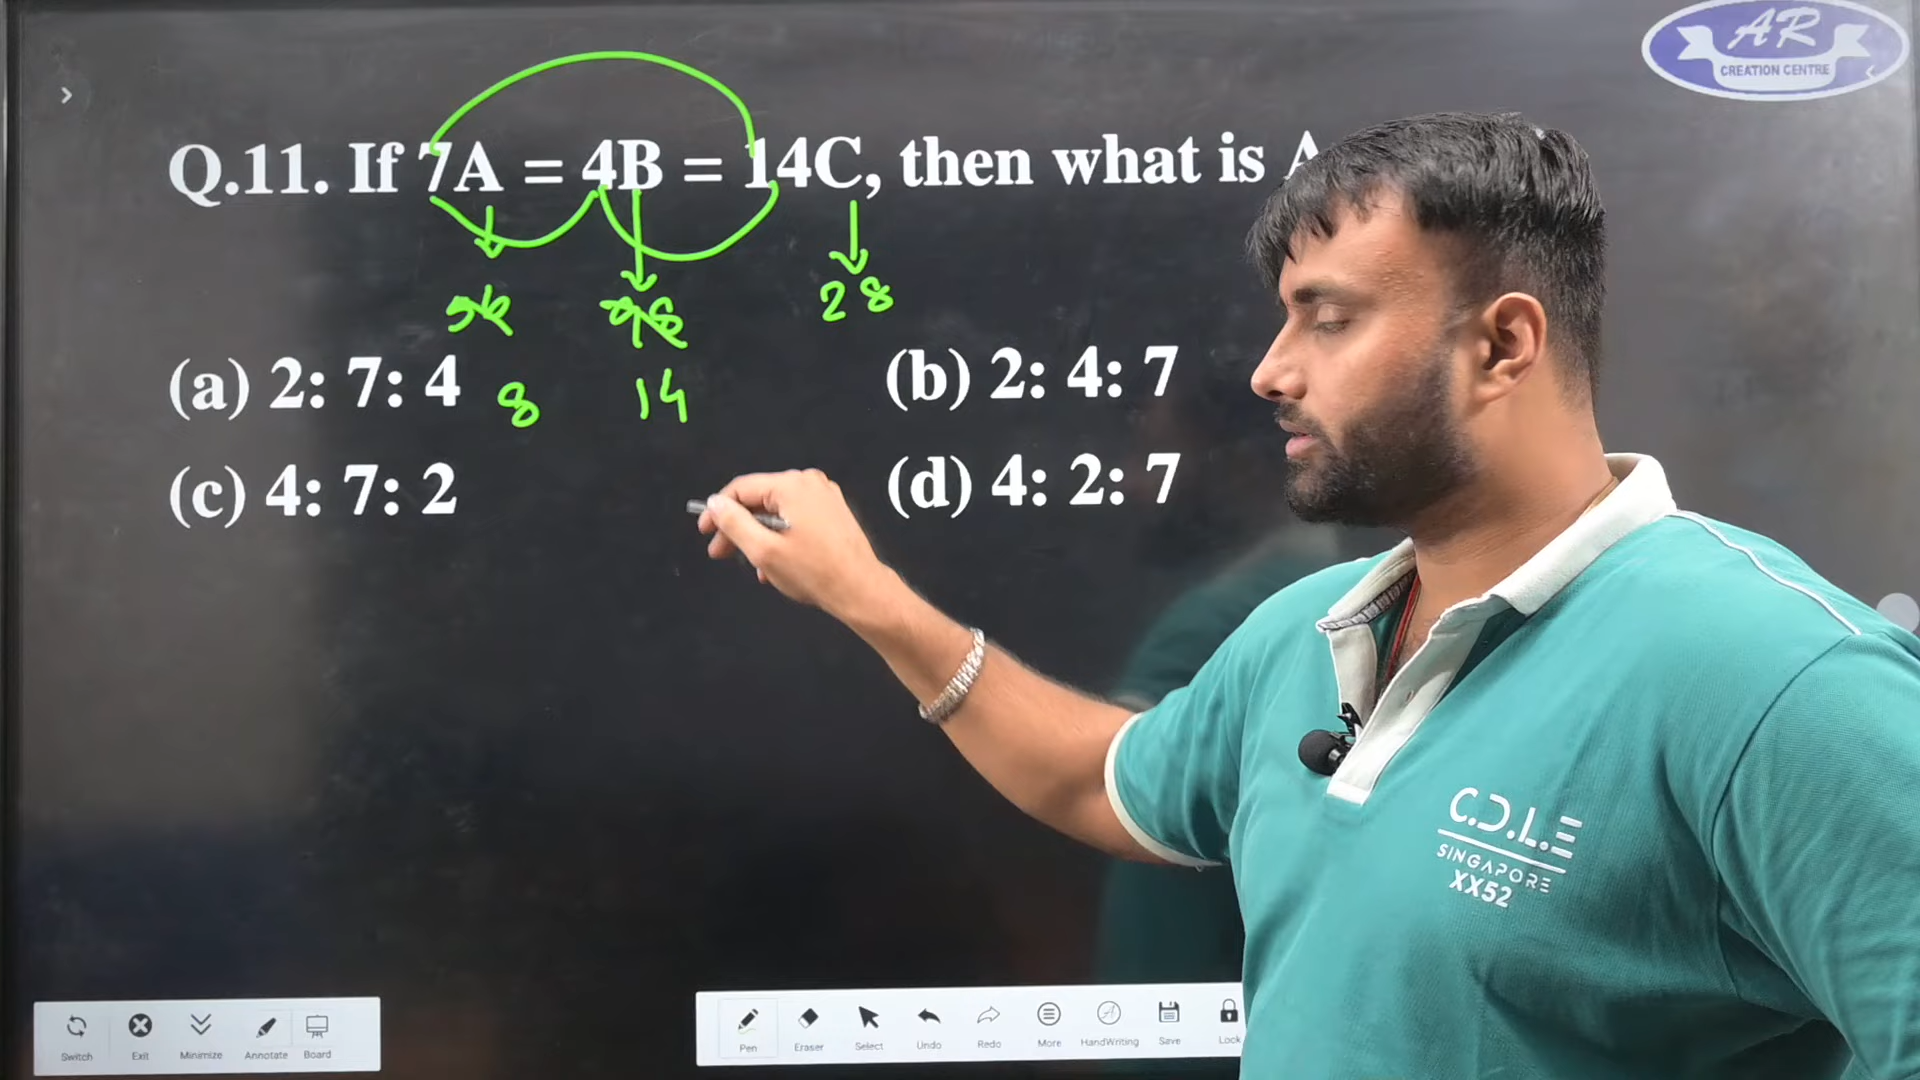 AR
CREATION CENTRE
Q.11. If 7A = 4B = 14C, then what is A
56 98 28
(a) 2: 7: 4
8 14
(b) 2: 4: 7
(c) 4: 7: 2
(d) 4: 2: 7
C.D.L.E
SINGAPORE
XX52
Switch Exit Minimize Annotate Board
Pen Eraser Select Undo Redo More HandWriting Save Lock